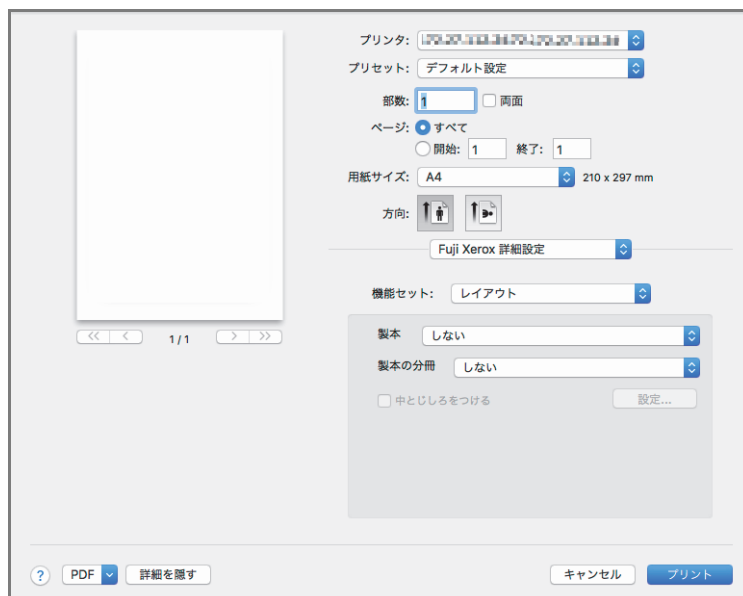 プリンタ:
プリセット: デフォルト設定
部数: 1 両面
ページ: すべて
開始: 1 終了: 1
用紙サイズ: A4 210 x 297 mm
方向:
Fuji Xerox 詳細設定
機能セット: レイアウト
<< < 1 / 1 > >>
製本 しない
製本の分冊 しない
中とじしろをつける 設定...
? PDF 詳細を隠す キャンセル プリント